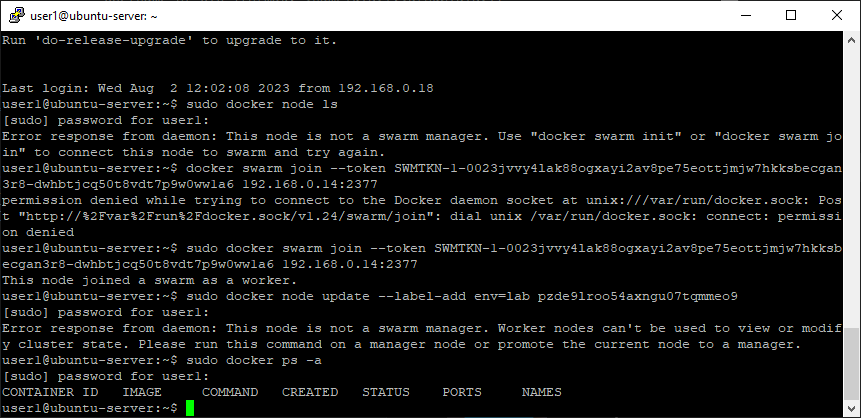 user1@ubuntu-server: ~
Run 'do-release-upgrade' to upgrade to it.
Last login: Wed Aug  2 12:02:08 2023 from 192.168.0.18
user1@ubuntu-server:~$ sudo docker node ls
[sudo] password for user1:
Error response from daemon: This node is not a swarm manager. Use "docker swarm init" or "docker swarm jo
in" to connect this node to swarm and try again.
user1@ubuntu-server:~$ docker swarm join --token SWMTKN-1-0023jvvy4lak88ogxayi2av8pe75eottjmjw7hkksbecgan
3r8-dwhbtjcq50t8vdt7p9w0ww1a6 192.168.0.14:2377
permission denied while trying to connect to the Docker daemon socket at unix:///var/run/docker.sock: Pos
t "http://%2Fvar%2Frun%2Fdocker.sock/v1.24/swarm/join": dial unix /var/run/docker.sock: connect: permissi
on denied
user1@ubuntu-server:~$ sudo docker swarm join --token SWMTKN-1-0023jvvy4lak88ogxayi2av8pe75eottjmjw7hkksb
ecgan3r8-dwhbtjcq50t8vdt7p9w0ww1a6 192.168.0.14:2377
This node joined a swarm as a worker.
user1@ubuntu-server:~$ sudo docker node update --label-add env=lab pzde9lroo54axngu07tqmmeo9
[sudo] password for user1:
Error response from daemon: This node is not a swarm manager. Worker nodes can't be used to view or modif
y cluster state. Please run this command on a manager node or promote the current node to a manager.
user1@ubuntu-server:~$ sudo docker ps -a
[sudo] password for user1:
CONTAINER ID   IMAGE     COMMAND   CREATED   STATUS    PORTS     NAMES
user1@ubuntu-server:~$